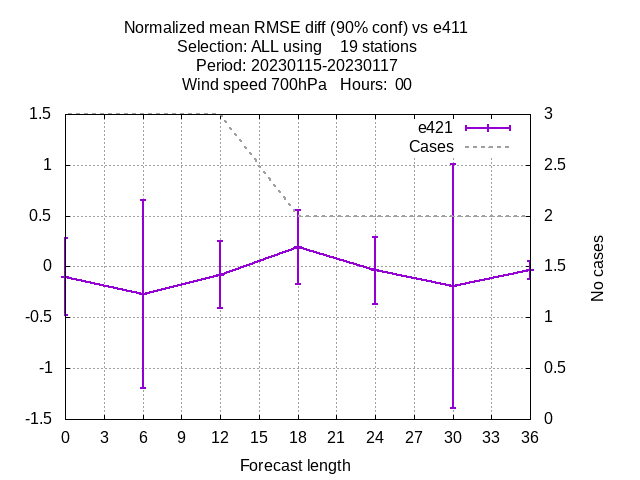 Normalized mean RMSE diff (90% conf) vs e411
Selection: ALL using    19 stations
Period: 20230115-20230117
Wind speed 700hPa   Hours:  00
e421
Cases
1.5
1
0.5
0
-0.5
-1
-1.5
3
2.5
2
1.5
1
0.5
0
No cases
0 3 6 9 12 15 18 21 24 27 30 33 36
Forecast length